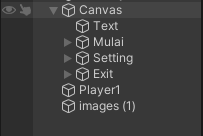 Canvas
Text
Mulai
Setting
Exit
Player1
images (1)